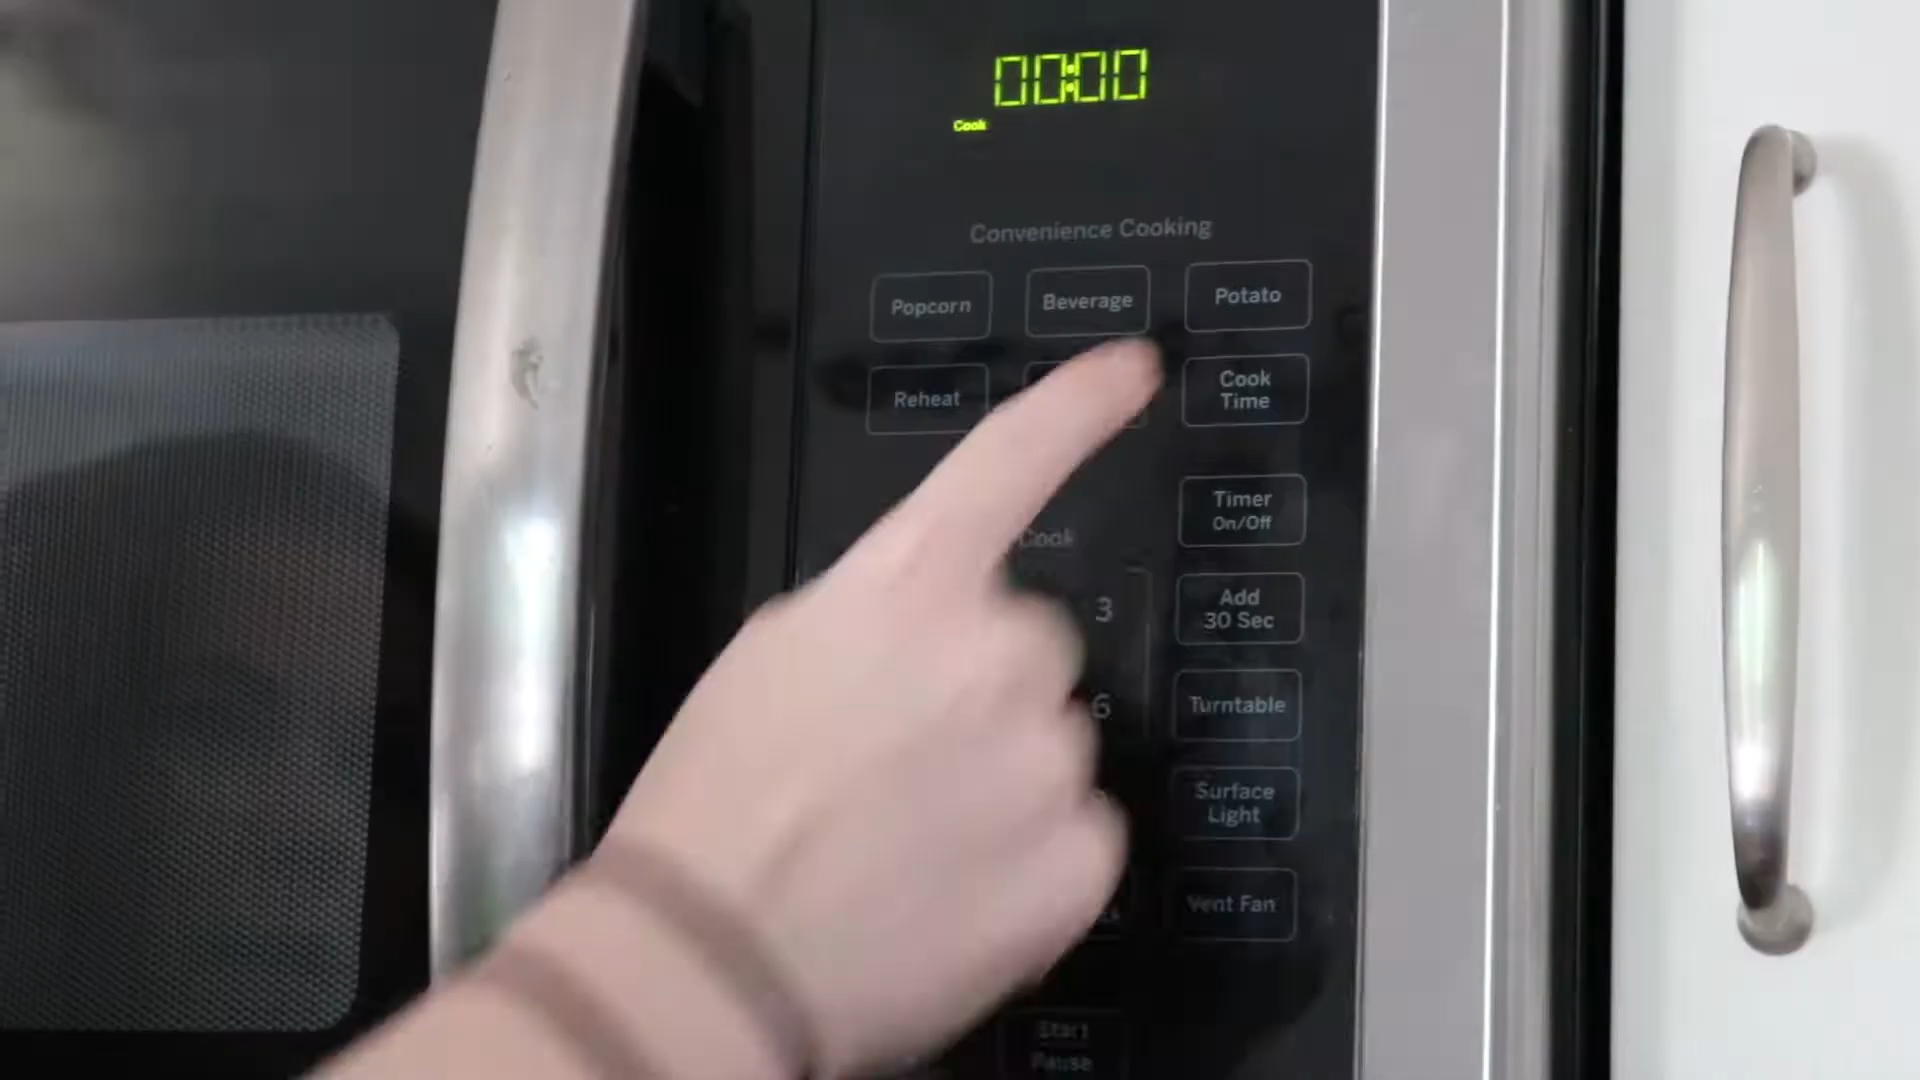 00:00
Cook
Convenience Cooking
Popcorn
Beverage
Potato
Reheat
Cook
Time
Timer
On/Off
Cook
3
Add
30 Sec
6
Turntable
Surface
Light
Vent Fan
Start
Pause